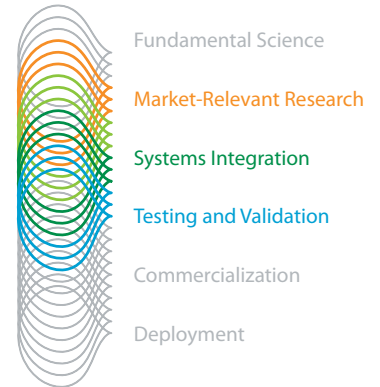 Fundamental Science
Market-Relevant Research
Systems Integration
Testing and Validation
Commercialization
Deployment